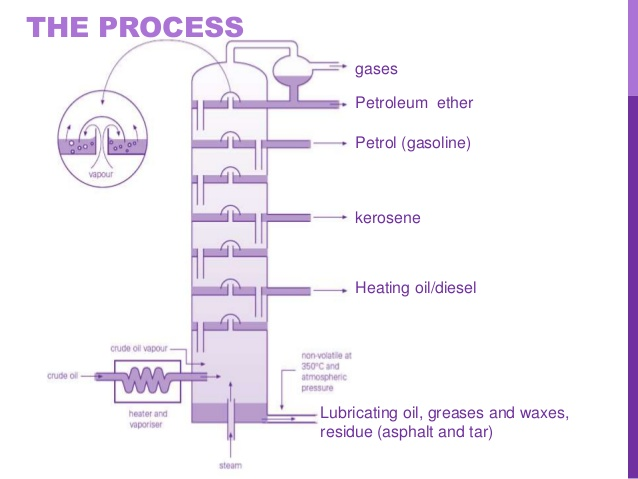 THE PROCESS
gases
Petroleum ether
Petrol (gasoline)
vapour
kerosene
Heating oil/diesel
crude oil vapour
non-volatile at
350°C and
atmospheric
pressure
crude oil
heater and
vaporiser
Lubricating oil, greases and waxes,
residue (asphalt and tar)
steam